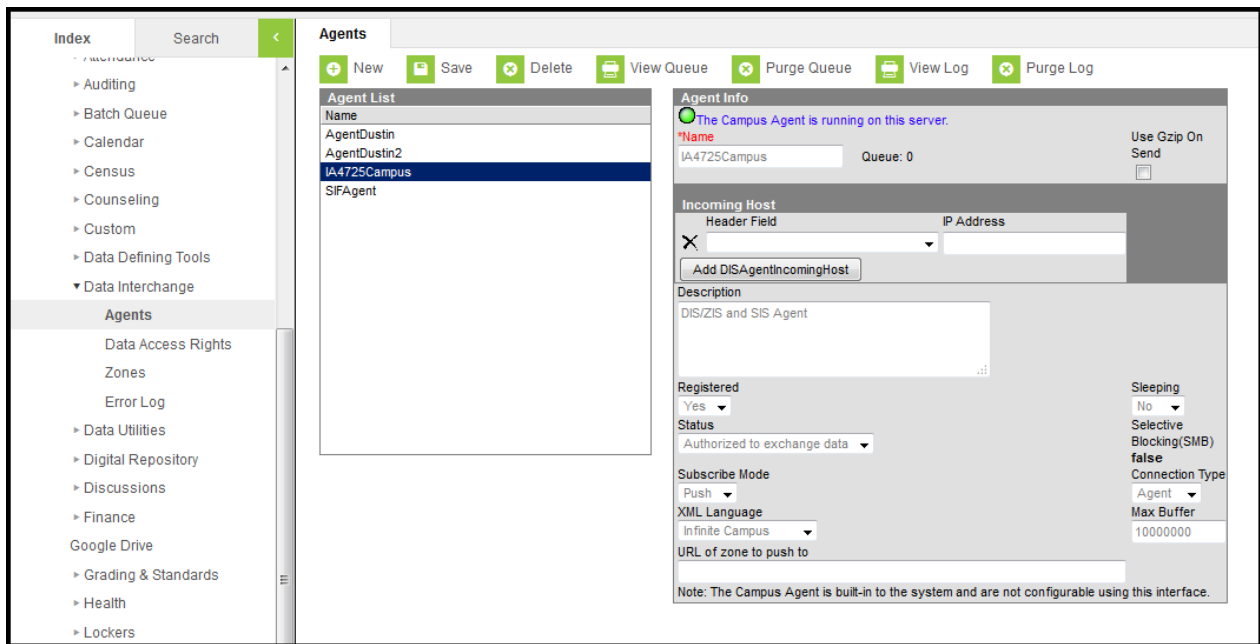 Index
Search
Attendance
Auditing
Batch Queue
Calendar
Census
Counseling
Custom
Data Defining Tools
Data Interchange
Agents
Data Access Rights
Zones
Error Log
Data Utilities
Digital Repository
Discussions
Finance
Google Drive
Grading & Standards
Health
Lockers
Agents
New Save Delete View Queue Purge Queue View Log Purge Log
Agent List
Name
AgentDustin
AgentDustin2
IA4725Campus
SIFAgent
Agent Info
The Campus Agent is running on this server.
*Name
Use Gzip On
Send
IA4725Campus
Queue: 0
Incoming Host
Header Field IP Address
Add DISAgentIncomingHost
Description
DIS/ZIS and SIS Agent
Registered
Yes
Sleeping
No
Status
Authorized to exchange data
Selective
Blocking(SMB)
false
Subscribe Mode
Push
Connection Type
Agent
XML Language
Infinite Campus
Max Buffer
10000000
URL of zone to push to
Note: The Campus Agent is built-in to the system and are not configurable using this interface.